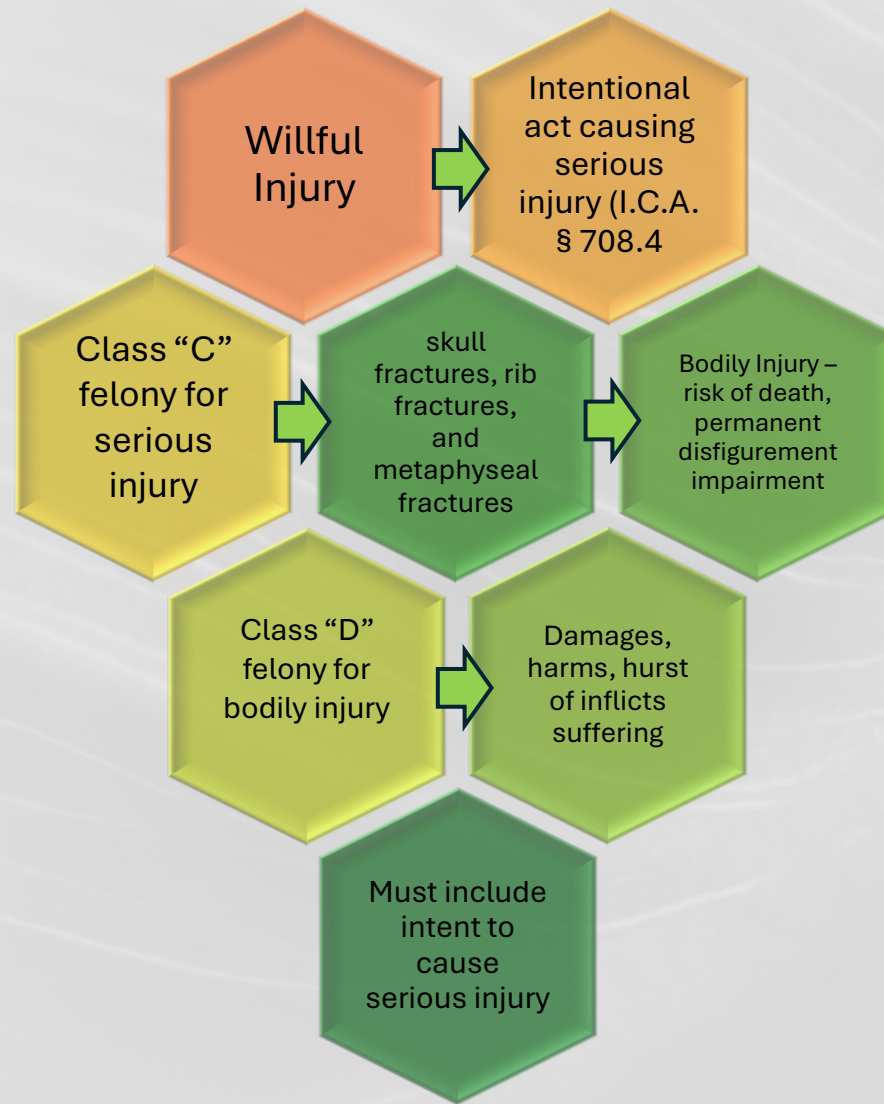 Willful
Injury
Intentional
act causing
serious
injury (I.C.A.
§ 708.4
Class “C”
felony for
serious
injury
skull
fractures, rib
fractures,
and
metaphyseal
fractures
Bodily Injury –
risk of death,
permanent
disfigurement
impairment
Class “D”
felony for
bodily injury
Damages,
harms, hurst
of inflicts
suffering
Must include
intent to
cause
serious injury